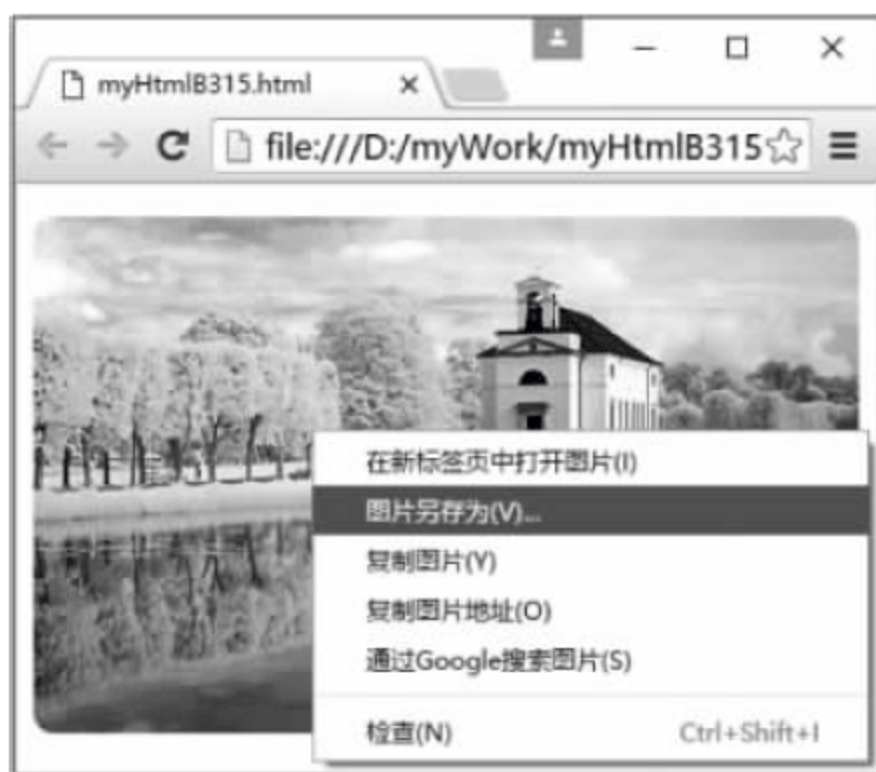 myHtmlB315.html
file:///D:/myWork/myHtmlB315
在新标签页中打开图片(I)
图片另存为(V)...
复制图片(Y)
复制图片地址(O)
通过Google搜索图片(S)
检查(N) Ctrl+Shift+I